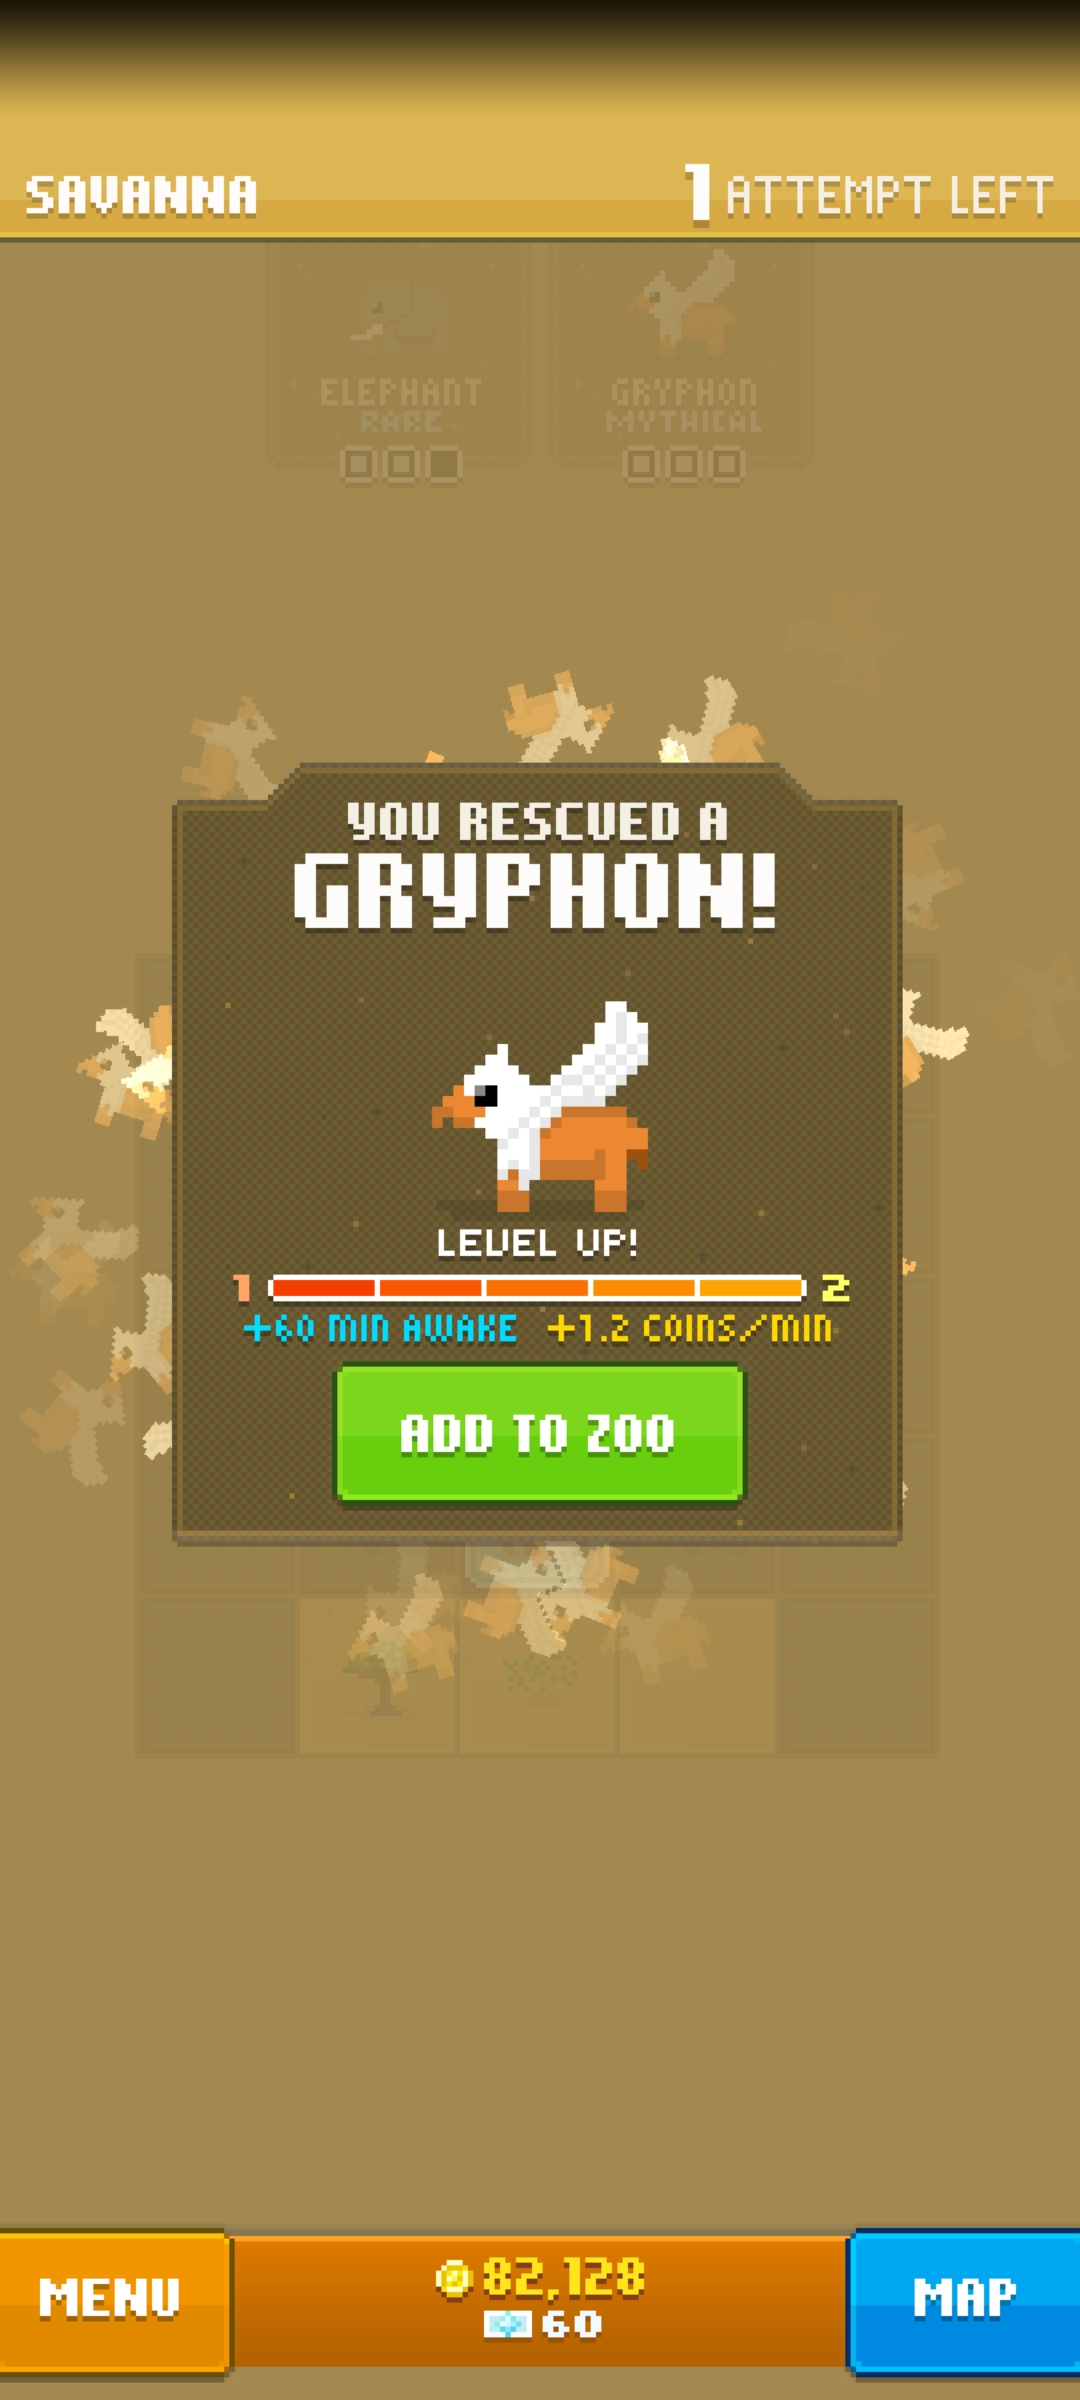 SAVANNA
1 ATTEMPT LEFT
ELEPHANT
RARE
GRYPHON
MYTHICAL
YOU RESCUED A
GRYPHON!
LEVEL UP!
1 2
+60 MIN AWAKE +1.2 COINS/MIN
ADD TO ZOO
MENU
82,128
60
MAP